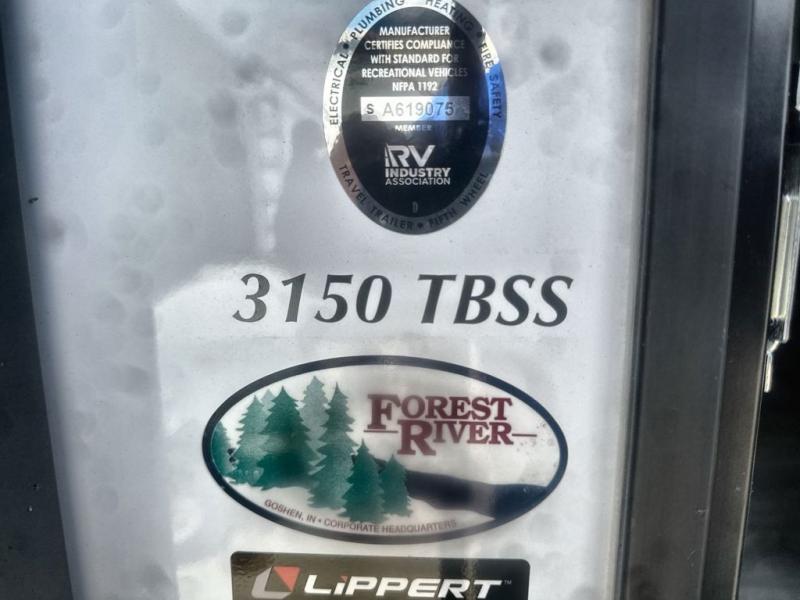 ELECTRICAL • PLUMBING • HEATING • FIRE SAFETY
MANUFACTURER
CERTIFIES COMPLIANCE
WITH STANDARD FOR
RECREATIONAL VEHICLES
NFPA 1192
S A619075
MEMBER
RV
INDUSTRY
ASSOCIATION
D
TRAVEL TRAILER • FIFTH WHEEL
3150 TBSS
FOREST
RIVER
GOSHEN, IN • CORPORATE HEADQUARTERS
LiPPERT™